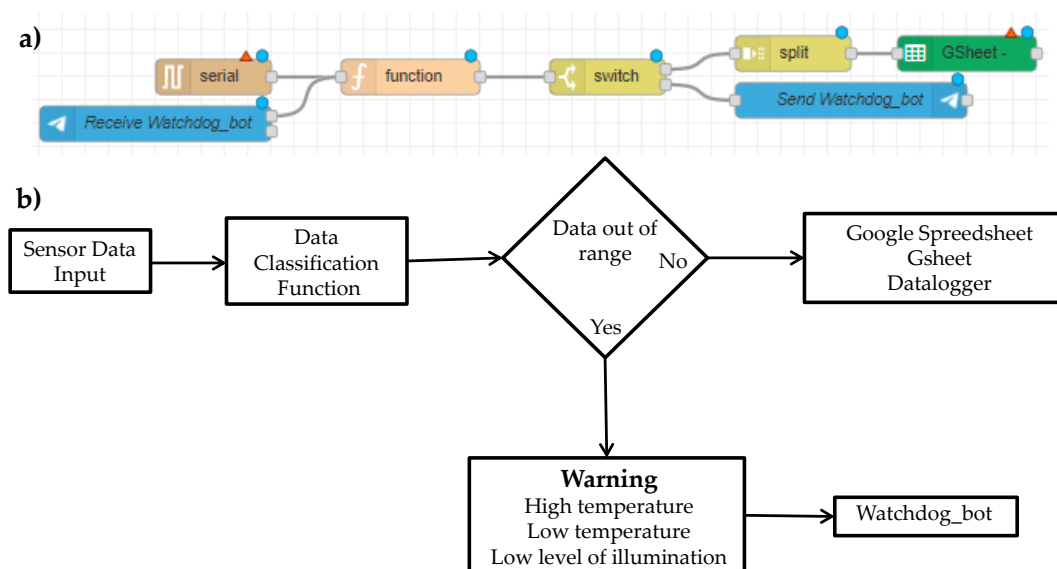 a)
serial
function
switch
split
GSheet -
Receive Watchdog_bot
Send Watchdog_bot
b)
Sensor Data
Input
Data
Classification
Function
Data out of
range
No
Yes
Google Spreedsheet
Gsheet
Datalogger
Warning
High temperature
Low temperature
Low level of illumination
Watchdog_bot